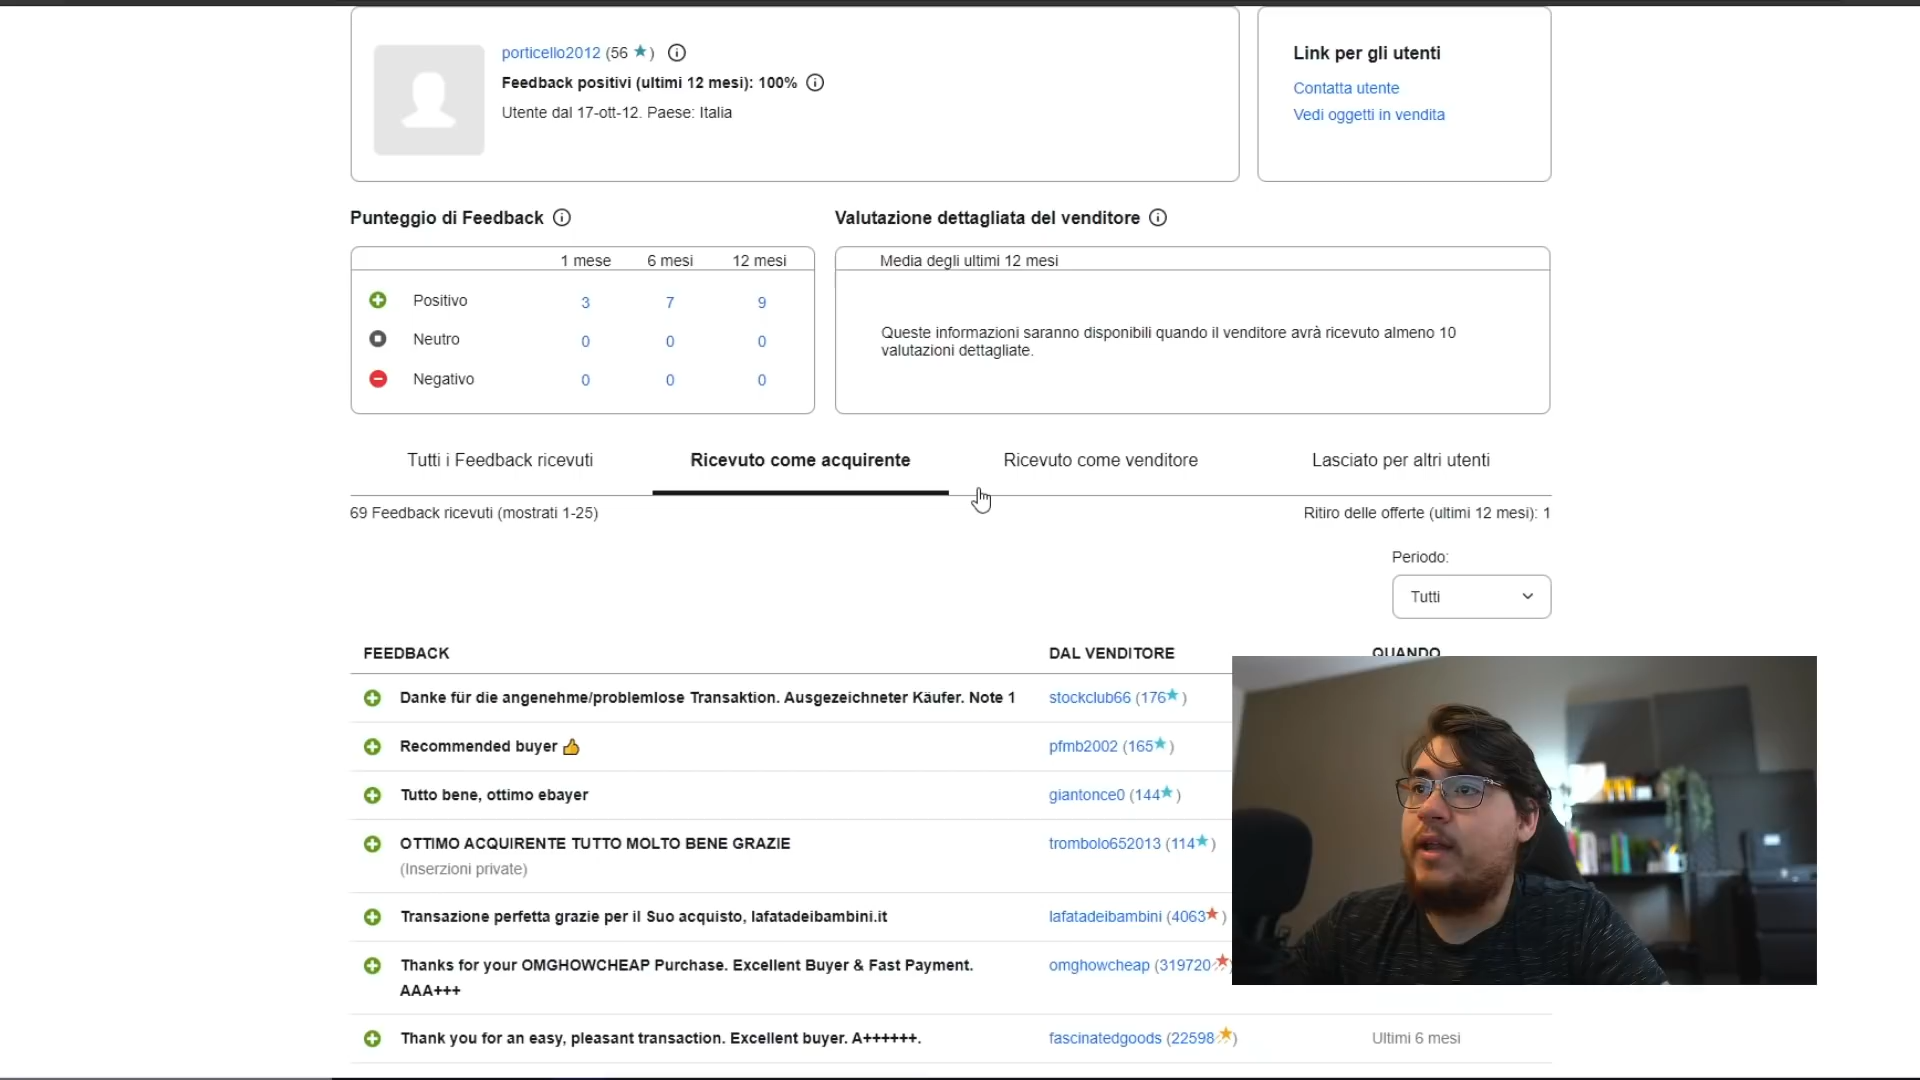 porticello2012 (56 ★)
Feedback positivi (ultimi 12 mesi): 100%
Utente dal 17-ott-12. Paese: Italia
Link per gli utenti
Contatta utente
Vedi oggetti in vendita
Punteggio di Feedback
1 mese 6 mesi 12 mesi
Positivo 3 7 9
Neutro 0 0 0
Negativo 0 0 0
Valutazione dettagliata del venditore
Media degli ultimi 12 mesi
Queste informazioni saranno disponibili quando il venditore avrà ricevuto almeno 10
valutazioni dettagliate.
Tutti i Feedback ricevuti Ricevuto come acquirente Ricevuto come venditore Lasciato per altri utenti
69 Feedback ricevuti (mostrati 1-25) Ritiro delle offerte (ultimi 12 mesi): 1
Periodo:
Tutti
FEEDBACK DAL VENDITORE QUANDO
Danke für die angenehme/problemlose Transaktion. Ausgezeichneter Käufer. Note 1 stockclub66 (176★)
Recommended buyer 👍 pfmb2002 (165★)
Tutto bene, ottimo ebayer giantonce0 (144★)
OTTIMO ACQUIRENTE TUTTO MOLTO BENE GRAZIE trombolo652013 (114★)
(Inserzioni private)
Transazione perfetta grazie per il Suo acquisto, lafatadeibambini.it lafatadeibambini (4063★)
Thanks for your OMGHOWCHEAP Purchase. Excellent Buyer & Fast Payment. omghowcheap (319720★
AAA+++
Thank you for an easy, pleasant transaction. Excellent buyer. A++++++. fascinatedgoods (22598★) Ultimi 6 mesi